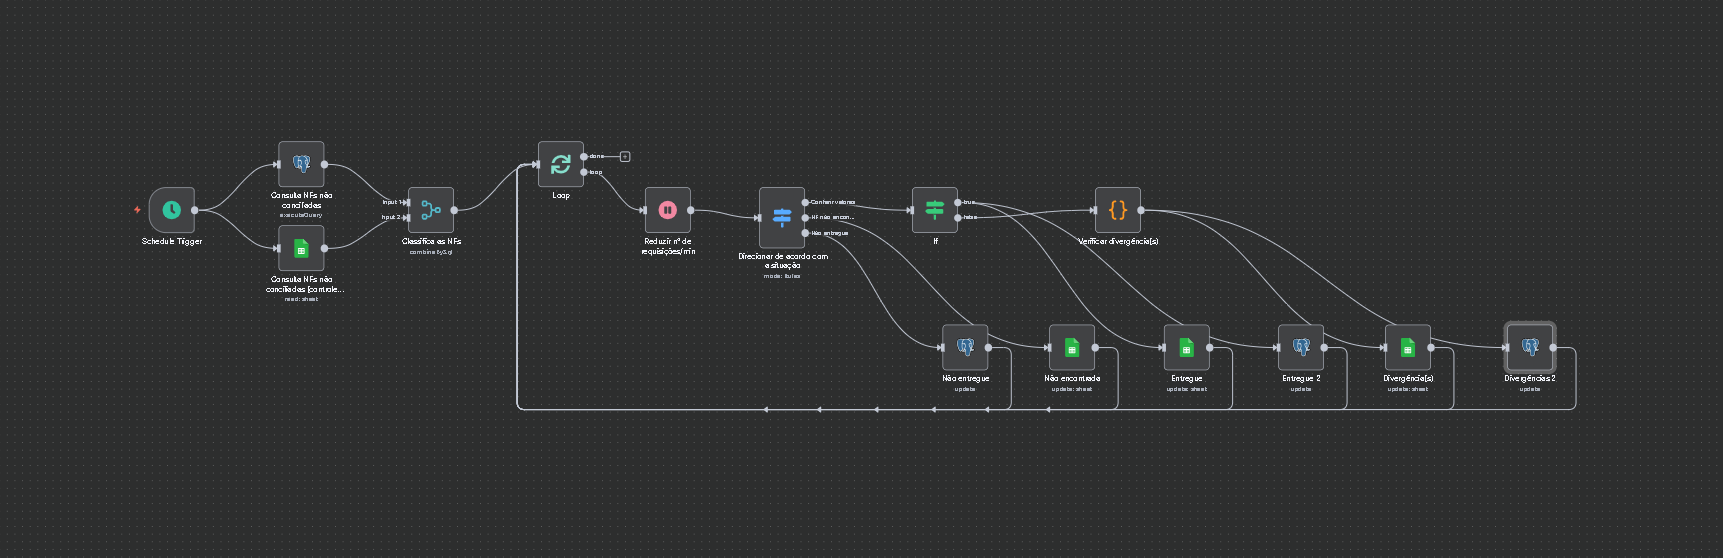 Schedule Trigger
Consulta NFs não
conciliadas
executeQuery
Consulta NFs não
conciliadas (controle...
read: sheet
Input 1
Input 2
Classifica as NFs
combineBySql
Loop
done
loop
Reduzir nº de
requisições/min
Direcionar de acordo com
a situação
mode: Rules
Conferir valores
NF não encon...
Não entregue
If
true
false
Verificar divergência(s)
Não entregue
update
Não encontrada
update: sheet
Entregue
update: sheet
Entregue 2
update
Divergência(s)
update: sheet
Divergências 2
update